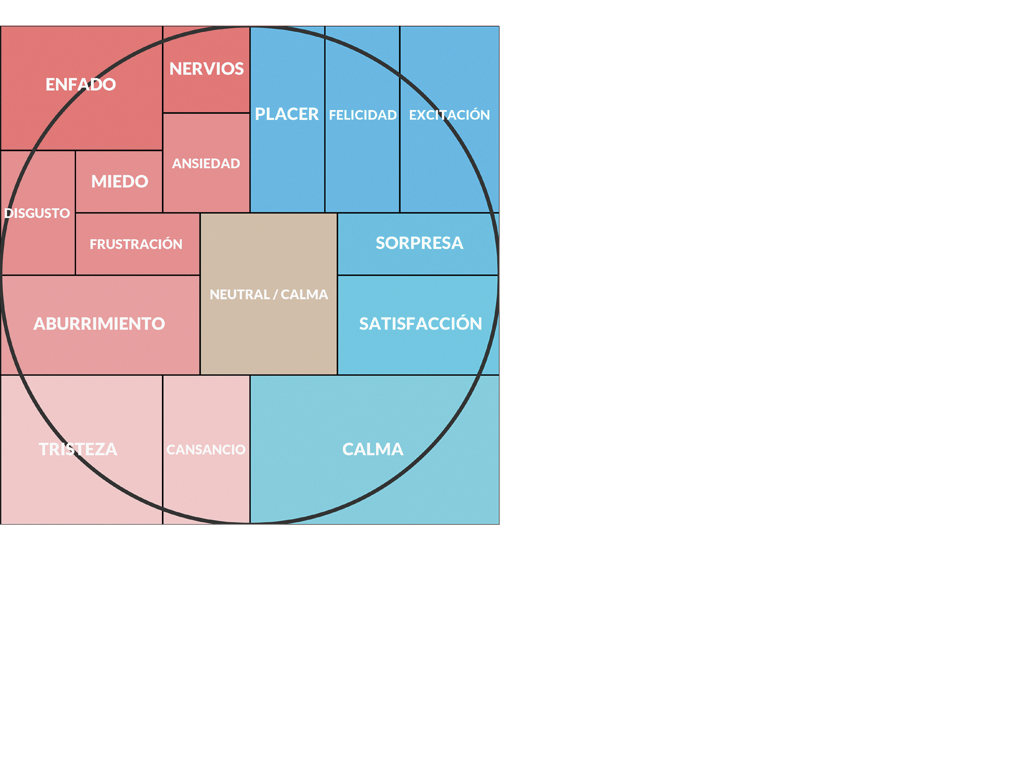 ENFADO
NERVIOS
PLACER
FELICIDAD
EXCITACIÓN
ANSIEDAD
MIEDO
DISGUSTO
FRUSTRACIÓN
SORPRESA
NEUTRAL / CALMA
ABURRIMIENTO
SATISFACCIÓN
TRISTEZA
CANSANCIO
CALMA